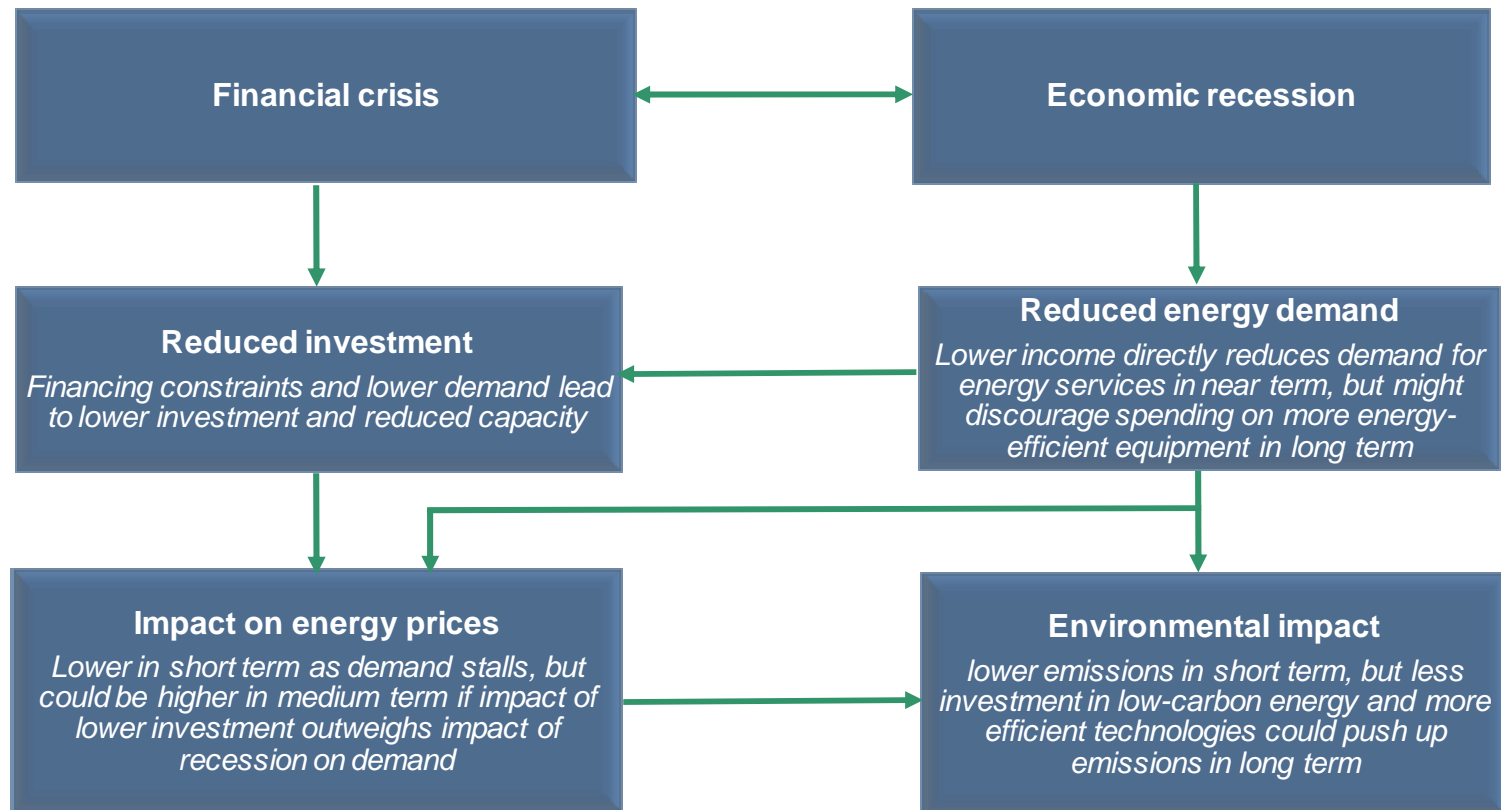 Financial crisis
Economic recession
Reduced investment
Financing constraints and lower demand lead
to lower investment and reduced capacity
Reduced energy demand
Lower income directly reduces demand for
energy services in near term, but might
discourage spending on more energy-
efficient equipment in long term
Impact on energy prices
Lower in short term as demand stalls, but
could be higher in medium term if impact of
lower investment outweighs impact of
recession on demand
Environmental impact
lower emissions in short term, but less
investment in low-carbon energy and more
efficient technologies could push up
emissions in long term